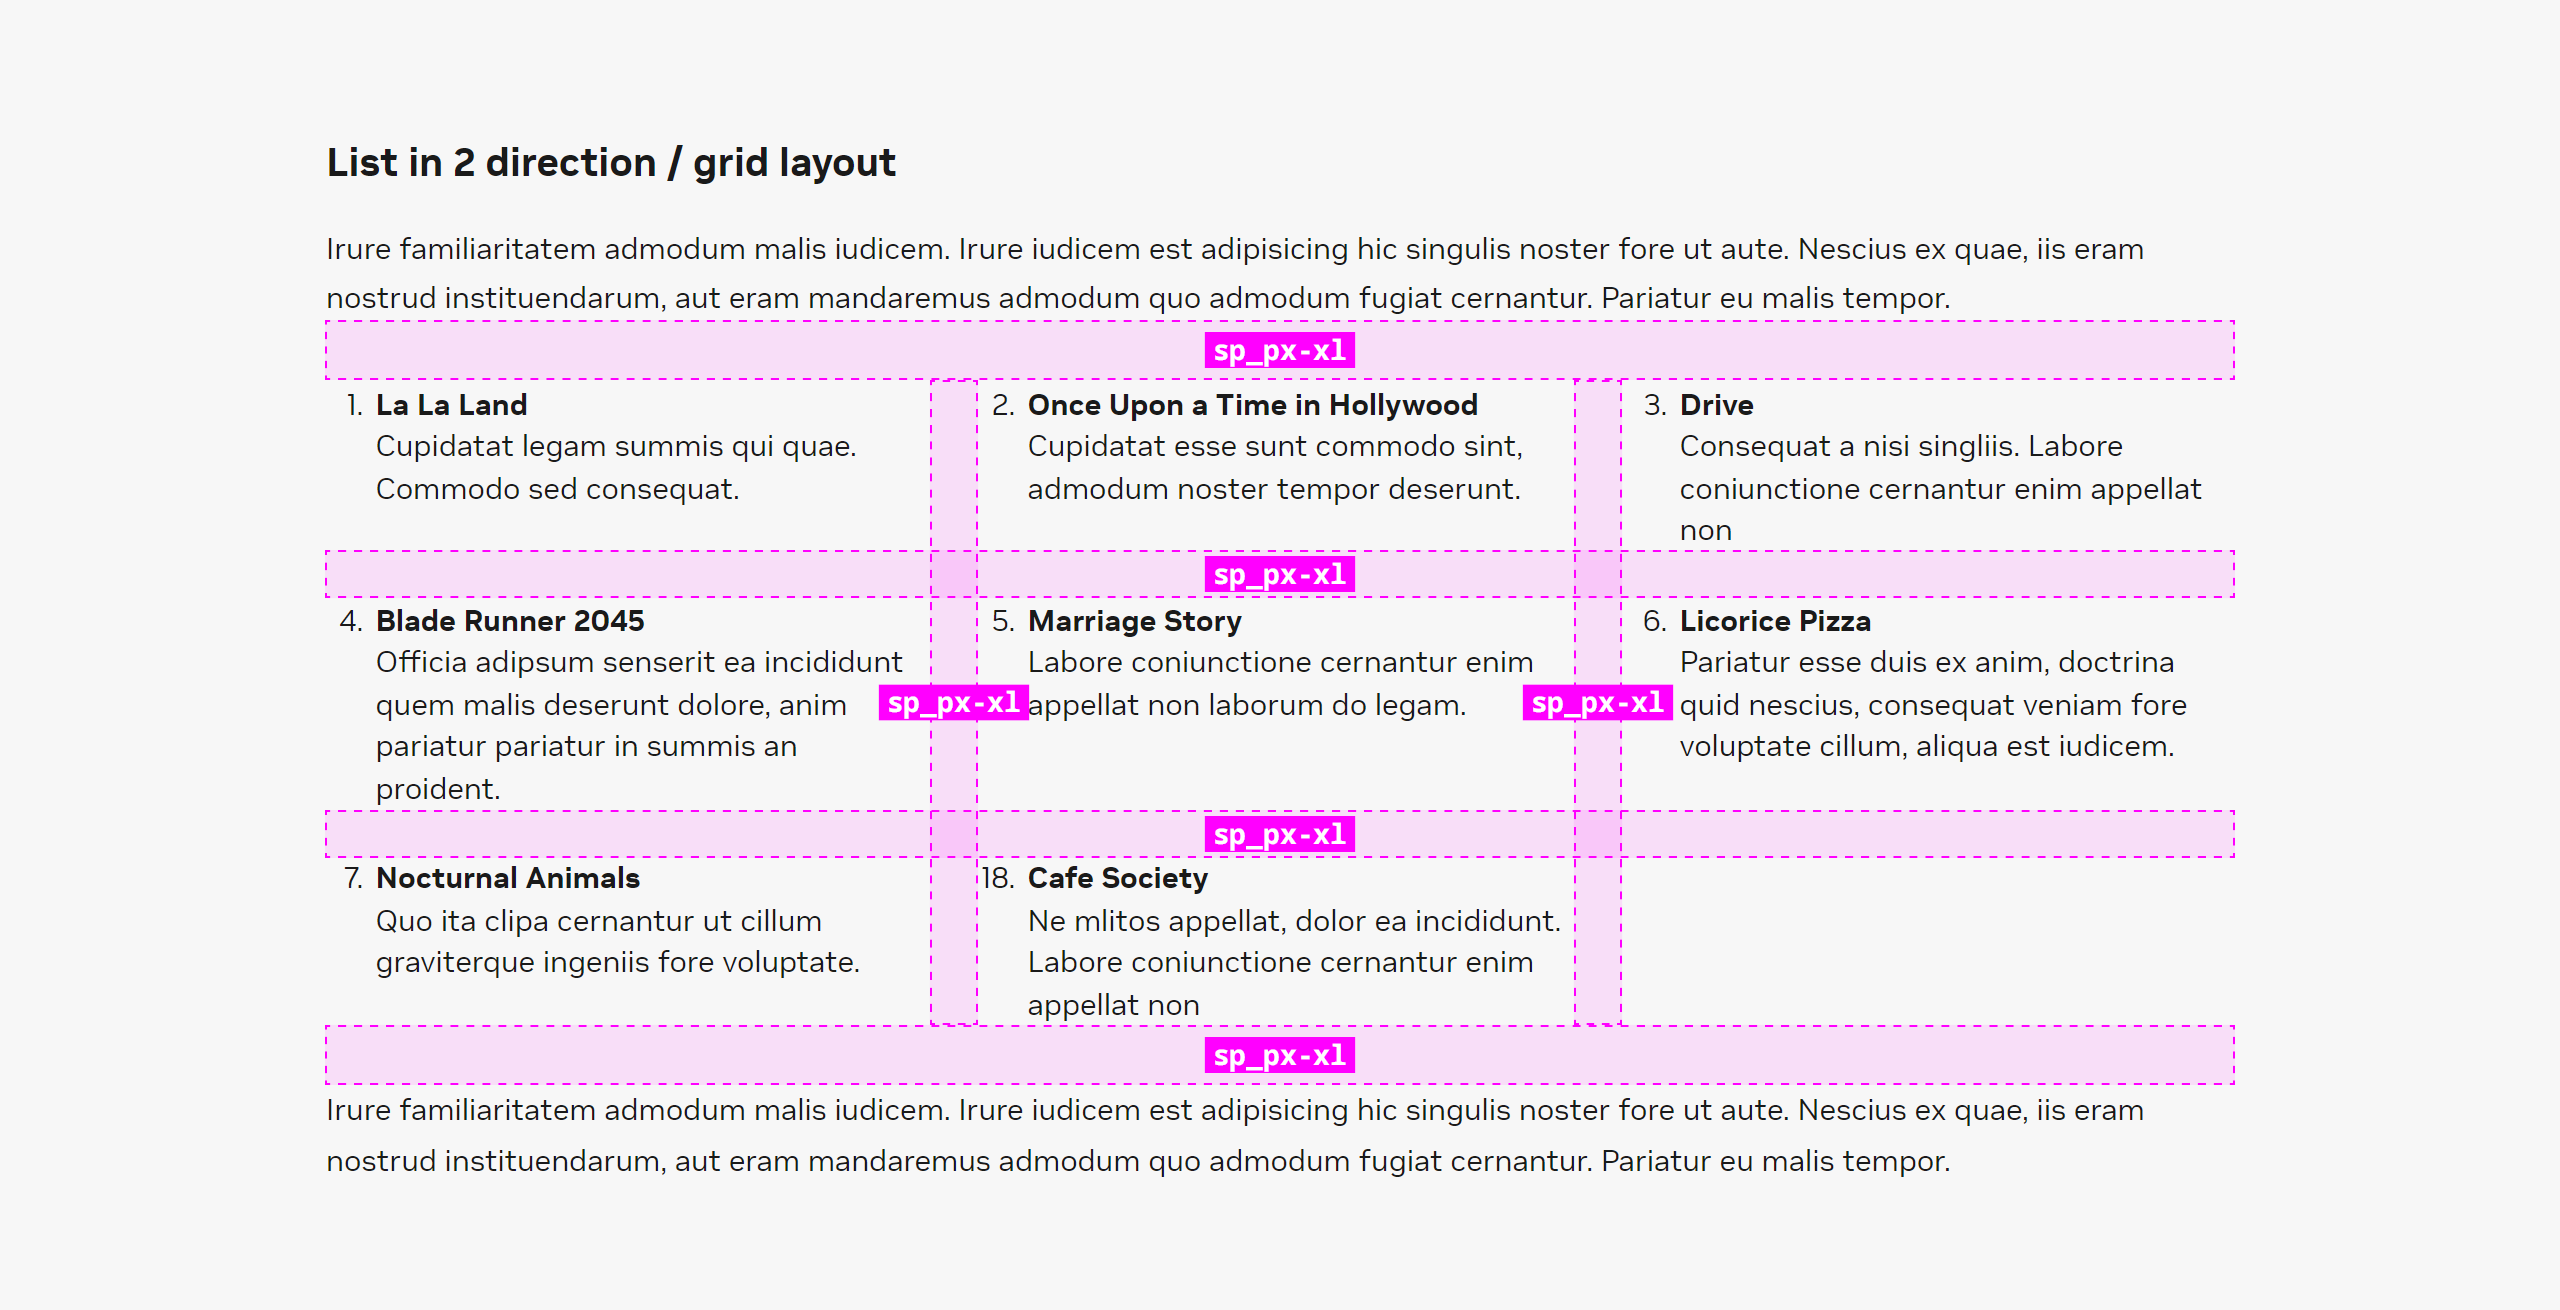 List in 2 direction / grid layout
Irure familiaritatem admodum malis iudicem. Irure iudicem est adipisicing hic singulis noster fore ut aute. Nescius ex quae, iis eram
nostrud instituendarum, aut eram mandaremus admodum quo admodum fugiat cernantur. Pariatur eu malis tempor.
sp_px-xl
1. La La Land
Cupidatat legam summis qui quae.
Commodo sed consequat.
2. Once Upon a Time in Hollywood
Cupidatat esse sunt commodo sint,
admodum noster tempor deserunt.
3. Drive
Consequat a nisi singliis. Labore
coniunctione cernantur enim appellat
non
sp_px-xl
4. Blade Runner 2045
Officia adipsum senserit ea incididunt
quem malis deserunt dolore, anim
pariatur pariatur in summis an
proident.
sp_px-xl
5. Marriage Story
Labore coniunctione cernantur enim
appellat non laborum do legam.
sp_px-xl
6. Licorice Pizza
Pariatur esse duis ex anim, doctrina
quid nescius, consequat veniam fore
voluptate cillum, aliqua est iudicem.
sp_px-xl
7. Nocturnal Animals
Quo ita clipa cernantur ut cillum
graviterque ingeniis fore voluptate.
18. Cafe Society
Ne mlitos appellat, dolor ea incididunt.
Labore coniunctione cernantur enim
appellat non
sp_px-xl
Irure familiaritatem admodum malis iudicem. Irure iudicem est adipisicing hic singulis noster fore ut aute. Nescius ex quae, iis eram
nostrud instituendarum, aut eram mandaremus admodum quo admodum fugiat cernantur. Pariatur eu malis tempor.